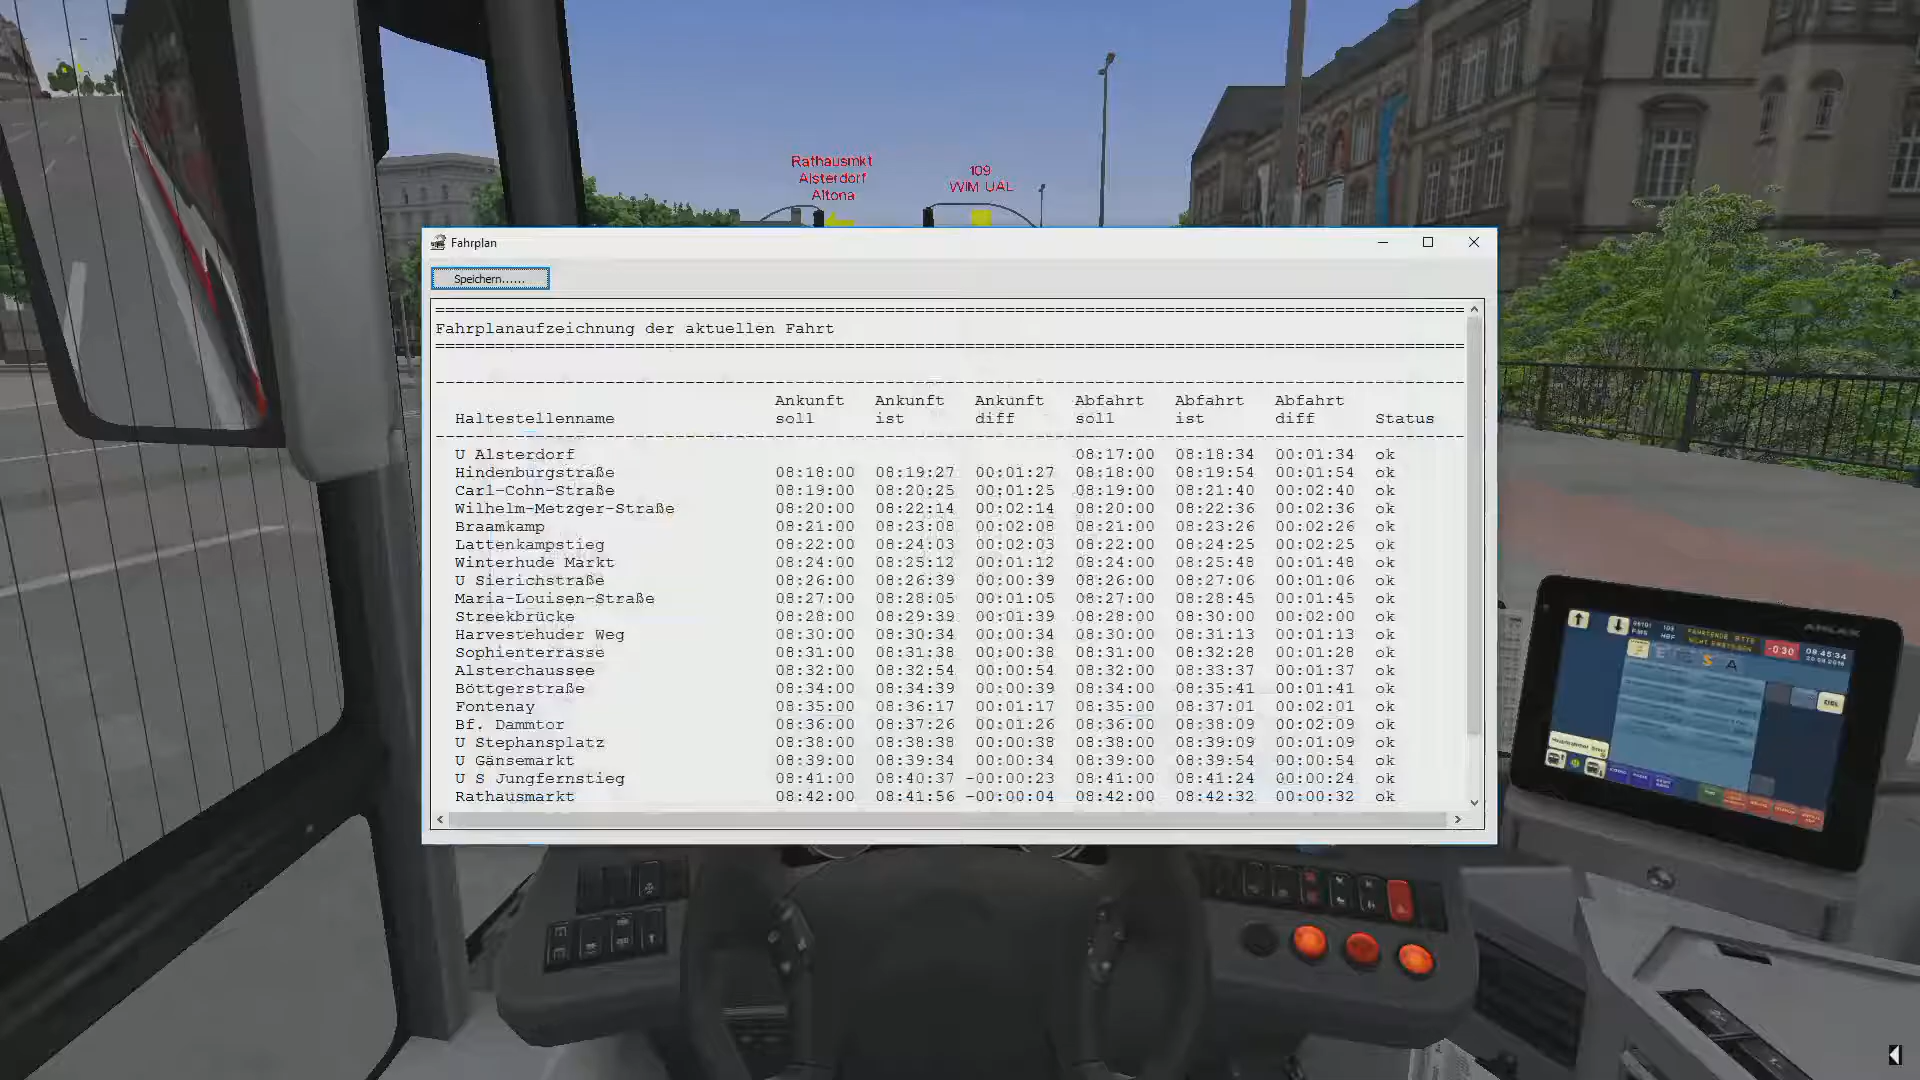 Rathausmkt
Alsterdorf
Altona
109
WIM UAL
Fahrplan
Speichern......
Fahrplanaufzeichnung der aktuellen Fahrt
Ankunft Ankunft Ankunft Abfahrt Abfahrt Abfahrt
Haltestellenname soll ist diff soll ist diff Status
U Alsterdorf 08:17:00 08:18:34 00:01:34 ok
Hindenburgstraße 08:18:00 08:19:27 00:01:27 08:18:00 08:19:54 00:01:54 ok
Carl-Cohn-Straße 08:19:00 08:20:25 00:01:25 08:19:00 08:21:40 00:02:40 ok
Wilhelm-Metzger-Straße 08:20:00 08:22:14 00:02:14 08:20:00 08:22:36 00:02:36 ok
Braamkamp 08:21:00 08:23:08 00:02:08 08:21:00 08:23:26 00:02:26 ok
Lattenkampstieg 08:22:00 08:24:03 00:02:03 08:22:00 08:24:25 00:02:25 ok
Winterhude Markt 08:24:00 08:25:12 00:01:12 08:24:00 08:25:48 00:01:48 ok
U Sierichstraße 08:26:00 08:26:39 00:00:39 08:26:00 08:27:06 00:01:06 ok
Maria-Louisen-Straße 08:27:00 08:28:05 00:01:05 08:27:00 08:28:45 00:01:45 ok
Streekbrücke 08:28:00 08:29:39 00:01:39 08:28:00 08:30:00 00:02:00 ok
Harvestehuder Weg 08:30:00 08:30:34 00:00:34 08:30:00 08:31:13 00:01:13 ok
Sophienterrasse 08:31:00 08:31:38 00:00:38 08:31:00 08:32:28 00:01:28 ok
Alsterchaussee 08:32:00 08:32:54 00:00:54 08:32:00 08:33:37 00:01:37 ok
Böttgerstraße 08:34:00 08:34:39 00:00:39 08:34:00 08:35:41 00:01:41 ok
Fontenay 08:35:00 08:36:17 00:01:17 08:35:00 08:37:01 00:02:01 ok
Bf. Dammtor 08:36:00 08:37:26 00:01:26 08:36:00 08:38:09 00:02:09 ok
U Stephansplatz 08:38:00 08:38:38 00:00:38 08:38:00 08:39:09 00:01:09 ok
U Gänsemarkt 08:39:00 08:39:34 00:00:34 08:39:00 08:39:54 00:00:54 ok
U S Jungfernstieg 08:41:00 08:40:37 -00:00:23 08:41:00 08:41:24 00:00:24 ok
Rathausmarkt 08:42:00 08:41:56 -00:00:04 08:42:00 08:42:32 00:00:32 ok
109
HBF
FAHRTENDE BITTE
NICHT EINSTEIGEN
-0:30
08:45:34